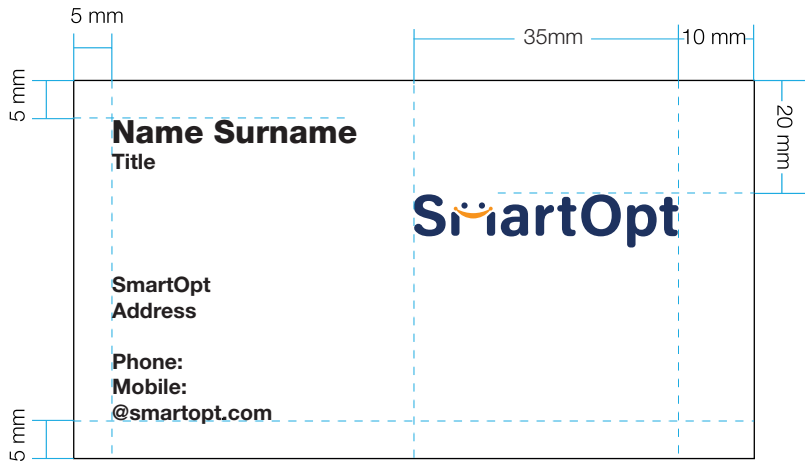 5 mm
35mm
10 mm
5 mm
20 mm
Name Surname
Title
SmartOpt
SmartOpt
Address
Phone:
Mobile:
@smartopt.com
5 mm